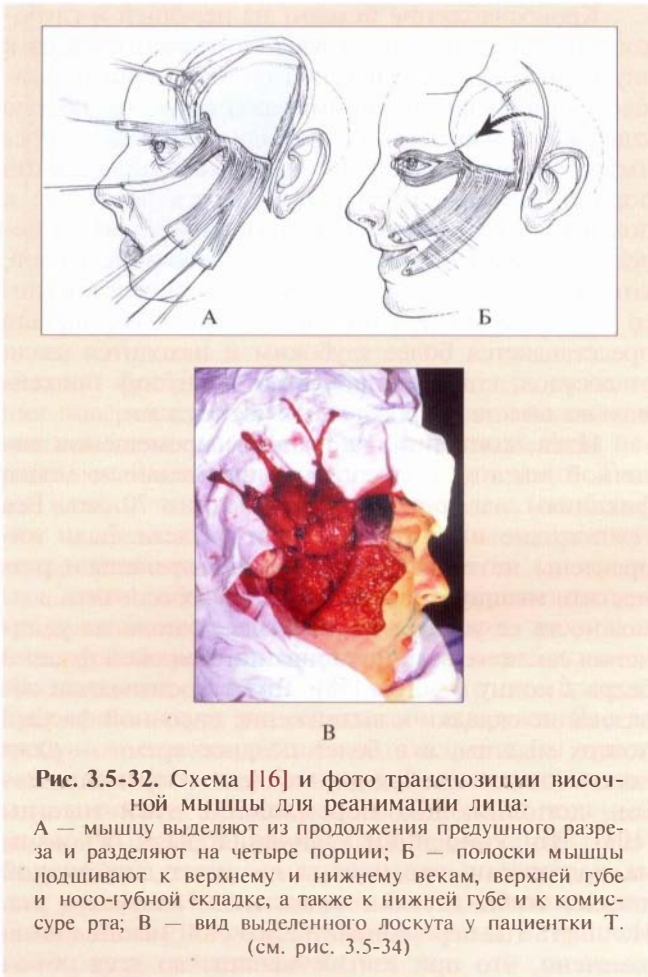 А
Б
В
Рис. 3.5-32. Схема [16] и фото транспозиции височ-
ной мышцы для реанимации лица:
А — мышцу выделяют из продолжения предушного разре-
за и разделяют на четыре порции; Б — полоски мышцы
подшивают к верхнему и нижнему векам, верхней губе
и носо-губной складке, а также к нижней губе и к комис-
суре рта; В — вид выделенного лоскута у пациентки Т.
(см. рис. 3.5-34)